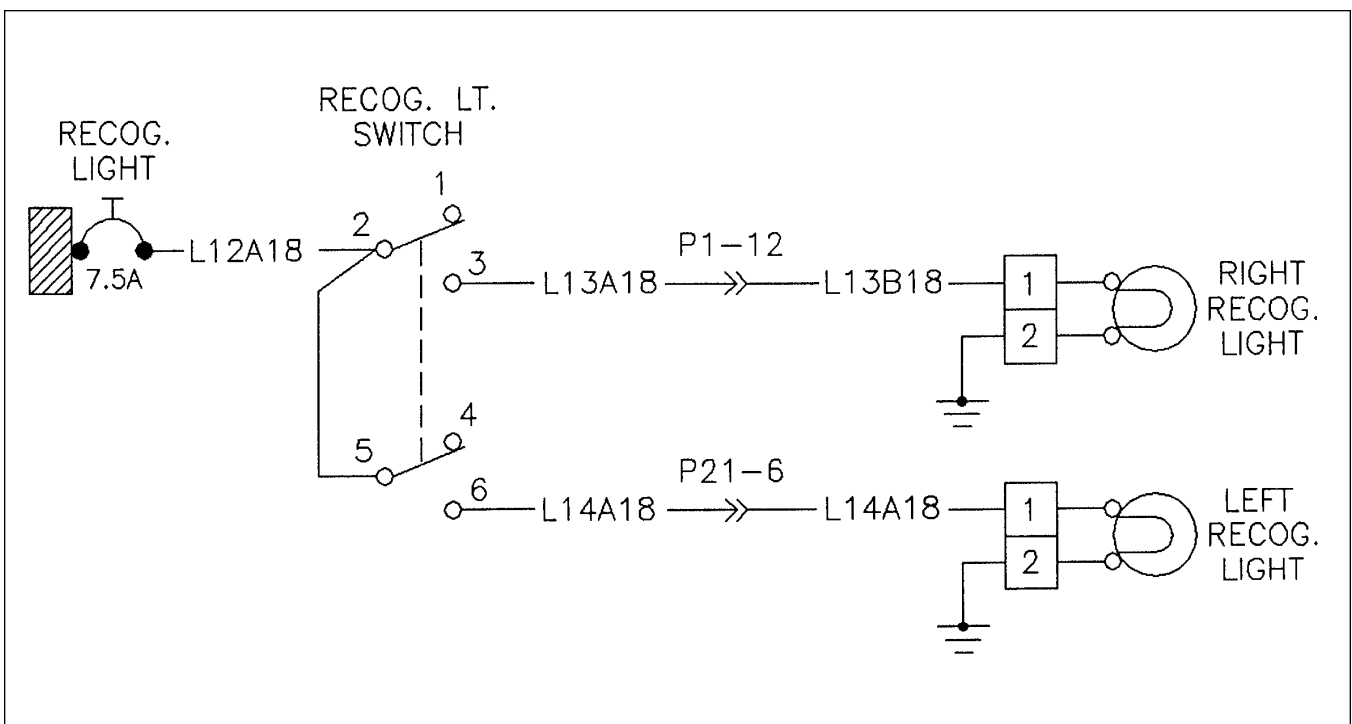 RECOG. LT.
SWITCH
RECOG.
LIGHT
7.5A
L12A18
1
2
3
L13A18
P1-12
L13B18
1
2
RIGHT
RECOG.
LIGHT
4
5
6
L14A18
P21-6
L14A18
1
2
LEFT
RECOG.
LIGHT